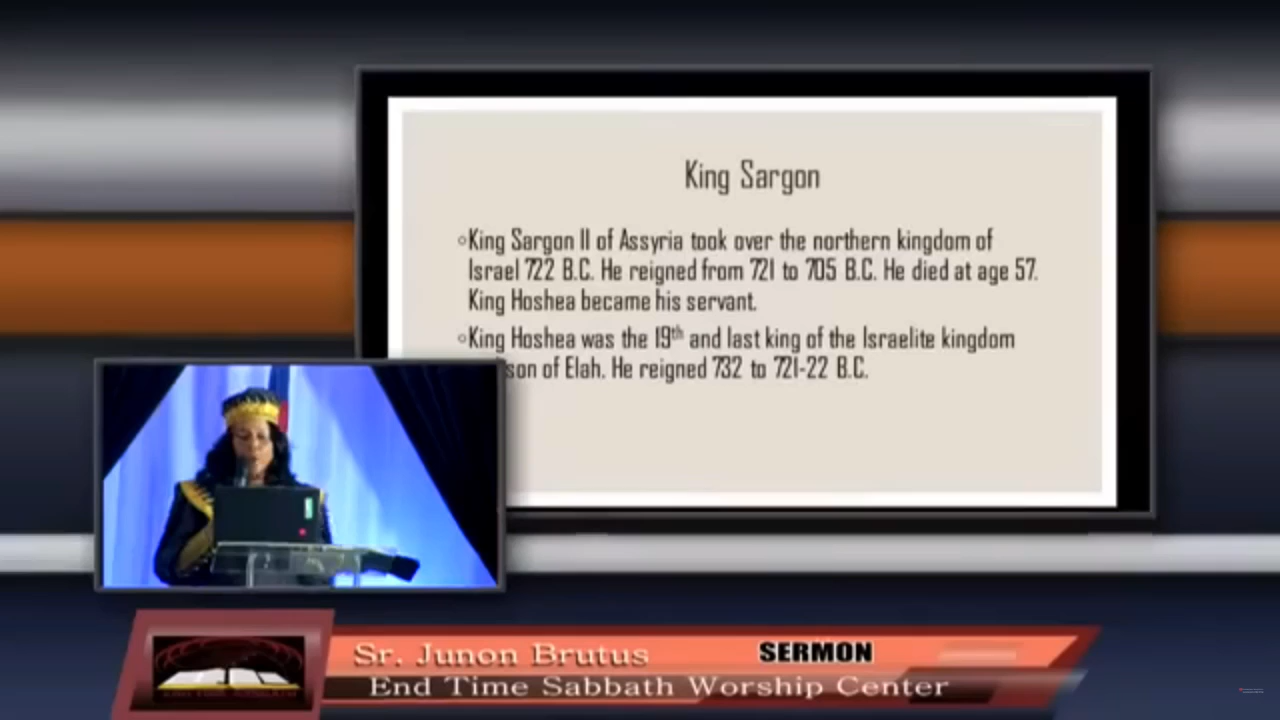 King Sargon
◦King Sargon II of Assyria took over the northern kingdom of
Israel 722 B.C. He reigned from 721 to 705 B.C. He died at age 57.
King Hoshea became his servant.
◦King Hoshea was the 19th and last king of the Israelite kingdom
son of Elah. He reigned 732 to 721-22 B.C.
Sr. Junon Brutus SERMON
End Time Sabbath Worship Center